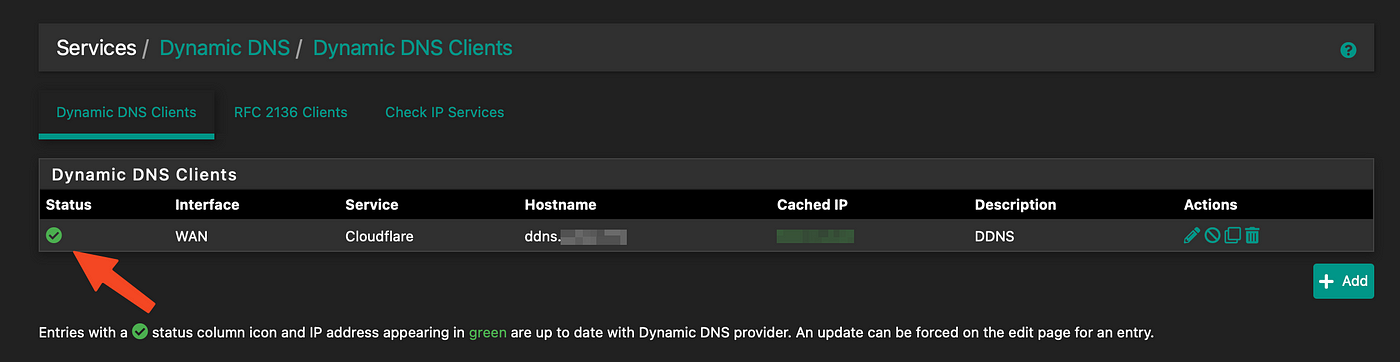 Services / Dynamic DNS / Dynamic DNS Clients
Dynamic DNS Clients RFC 2136 Clients Check IP Services
Dynamic DNS Clients
Status Interface Service Hostname Cached IP Description Actions
WAN Cloudflare ddns. DDNS
Add
Entries with a status column icon and IP address appearing in green are up to date with Dynamic DNS provider. An update can be forced on the edit page for an entry.